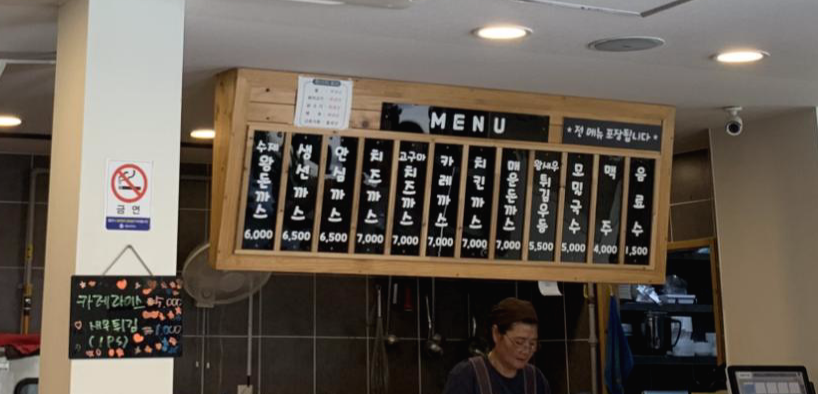 MENU
* 전 메뉴 포장됩니다 *
수제왕돈까스 6,000
생선까스 6,500
안심까스 6,500
치즈까스 7,000
고구마치즈까스 7,000
카레까스 7,000
치킨까스 7,000
매운돈까스 7,000
왕새우튀김우동 5,500
모밀국수 5,000
맥주 4,000
음료수 1,500
금연
카레라이스 5,000
새우튀김
(1PS)